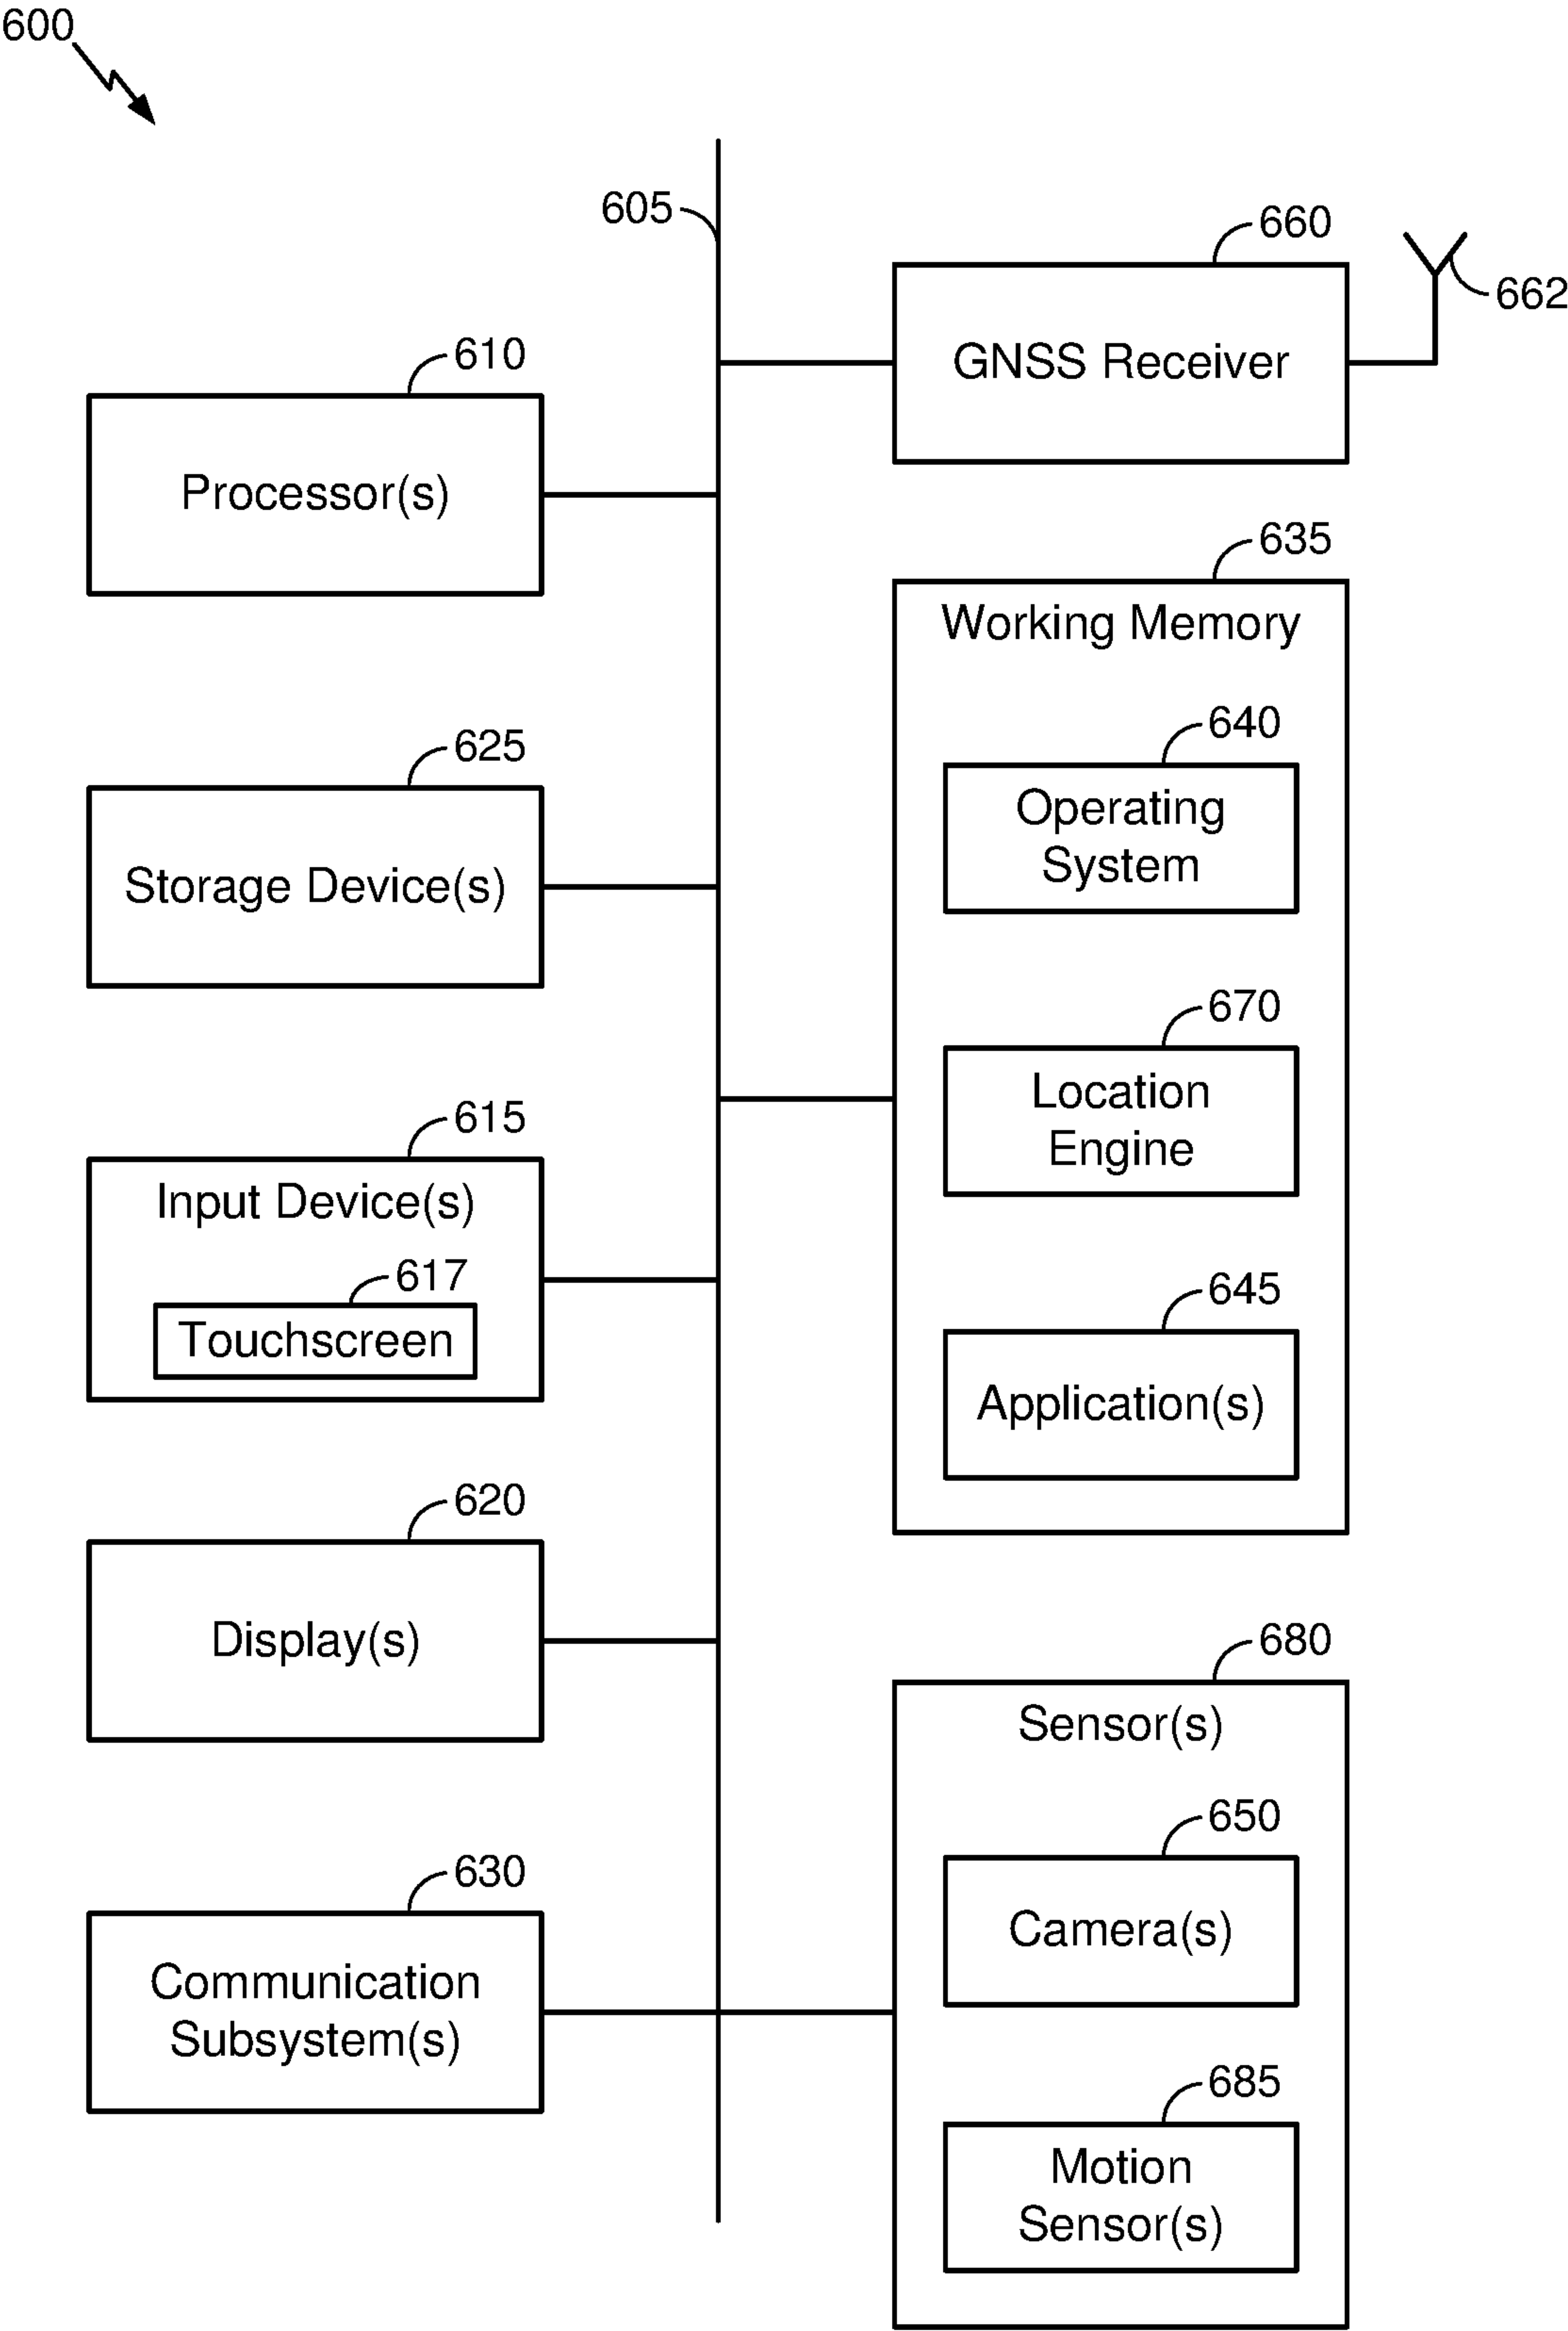 600
605
660
662
GNSS Receiver
610
Processor(s)
635
Working Memory
640
Operating
System
670
Location
Engine
645
Application(s)
625
Storage Device(s)
615
Input Device(s)
617
Touchscreen
620
Display(s)
630
Communication
Subsystem(s)
680
Sensor(s)
650
Camera(s)
685
Motion
Sensor(s)